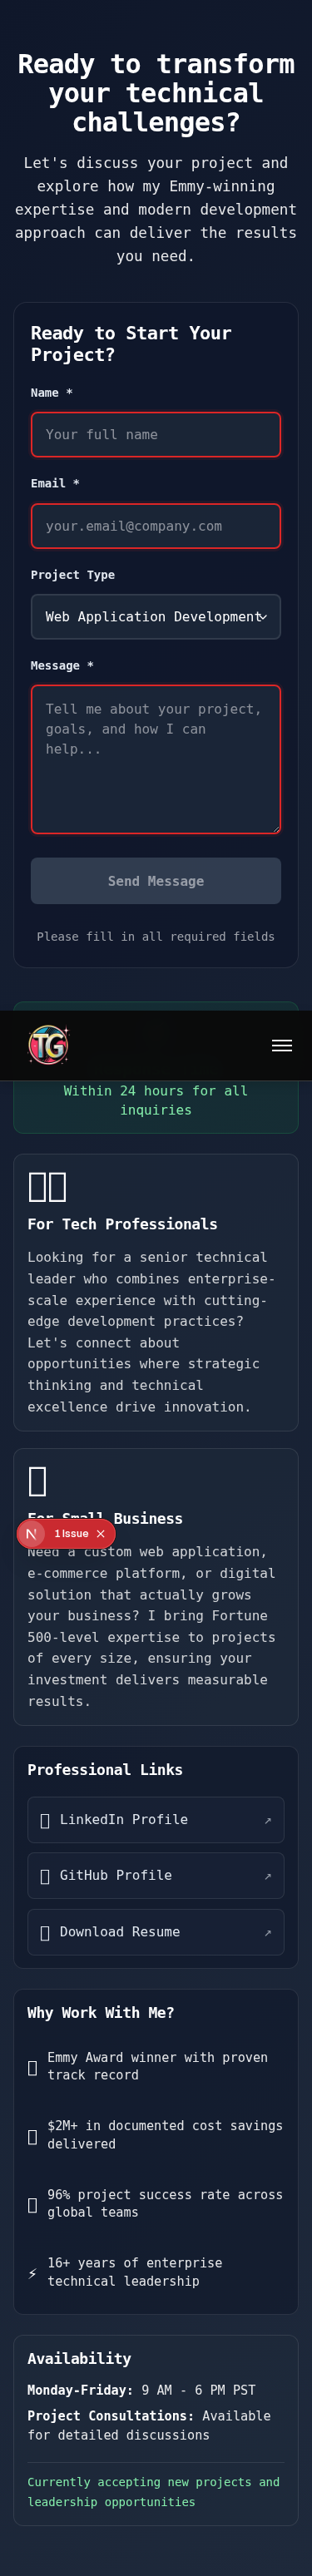 Ready to transform
your technical
challenges?
Let's discuss your project and
explore how my Emmy-winning
expertise and modern development
approach can deliver the results
you need.
Ready to Start Your
Project?
Name *
Your full name
Email *
your.email@company.com
Project Type
Web Application Development
Message *
Tell me about your project,
goals, and how I can
help...
Send Message
Please fill in all required fields
TG
Within 24 hours for all
inquiries
For Tech Professionals
Looking for a senior technical
leader who combines enterprise-
scale experience with cutting-
edge development practices?
Let's connect about
opportunities where strategic
thinking and technical
excellence drive innovation.
For Small Business
N 1 Issue
Need a custom web application,
e-commerce platform, or digital
solution that actually grows
your business? I bring Fortune
500-level expertise to projects
of every size, ensuring your
investment delivers measurable
results.
Professional Links
LinkedIn Profile ↗
GitHub Profile ↗
Download Resume ↗
Why Work With Me?
Emmy Award winner with proven
track record
$2M+ in documented cost savings
delivered
96% project success rate across
global teams
⚡ 16+ years of enterprise
technical leadership
Availability
Monday-Friday: 9 AM - 6 PM PST
Project Consultations: Available
for detailed discussions
Currently accepting new projects and
leadership opportunities